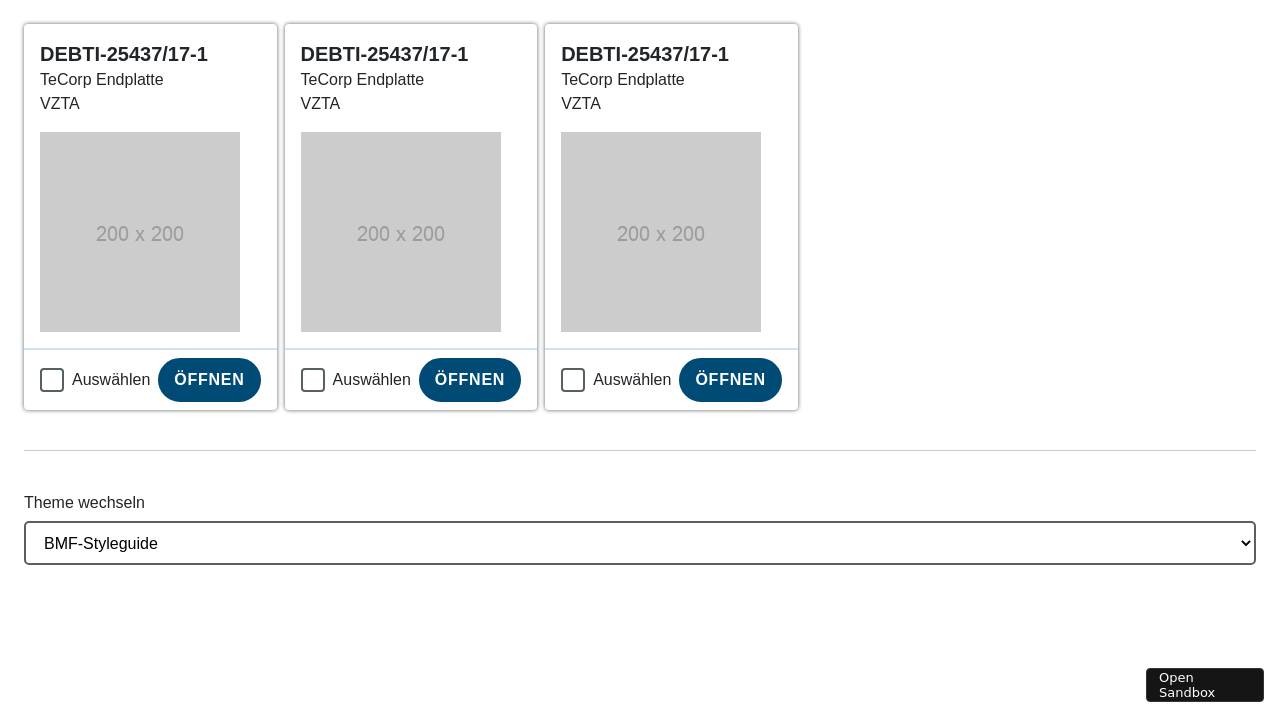 DEBTI-25437/17-1
TeCorp Endplatte
VZTA
200 x 200
Auswählen
ÖFFNEN
DEBTI-25437/17-1
TeCorp Endplatte
VZTA
200 x 200
Auswählen
ÖFFNEN
DEBTI-25437/17-1
TeCorp Endplatte
VZTA
200 x 200
Auswählen
ÖFFNEN
Theme wechseln
BMF-Styleguide
Open
Sandbox